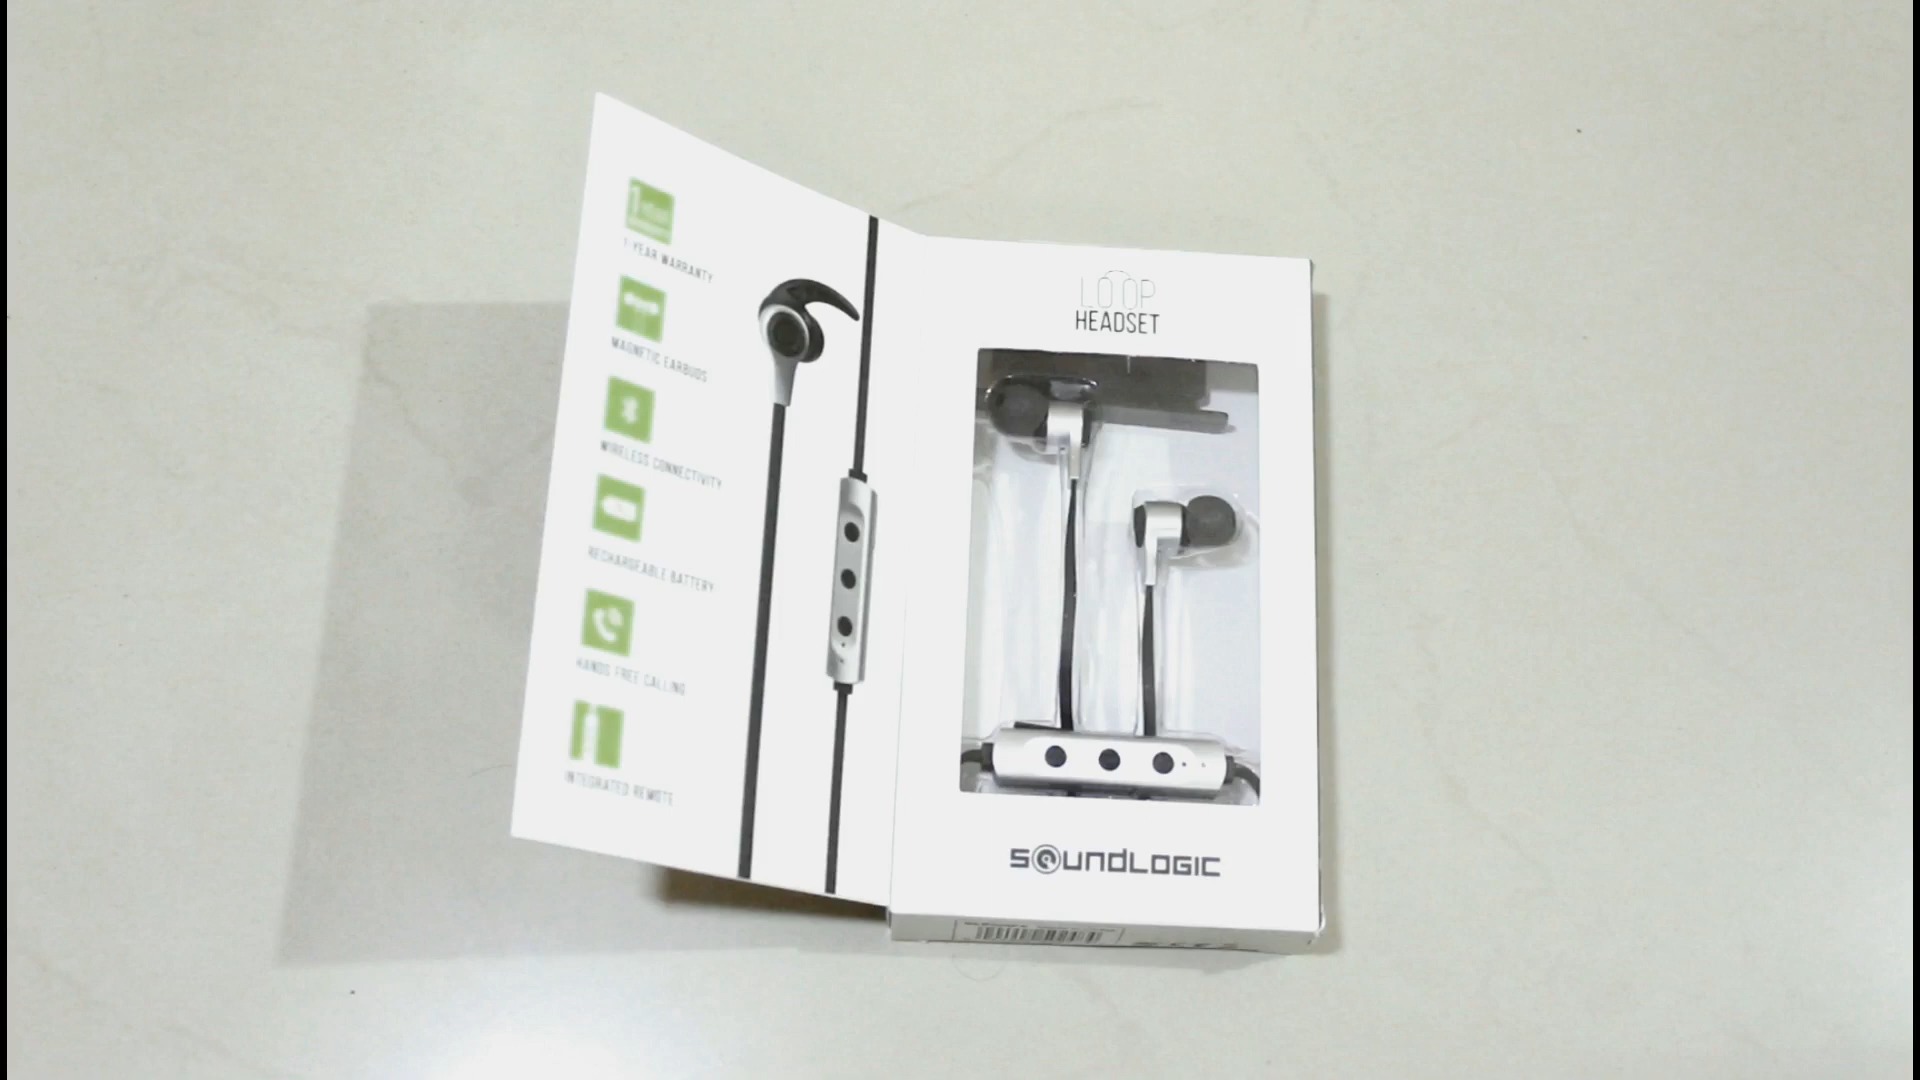 1 YEAR WARRANTY
MAGNETIC EARBUDS
WIRELESS CONNECTIVITY
RECHARGEABLE BATTERY
HANDS FREE CALLING
INTEGRATED REMOTE
LOOP
HEADSET
SOUNDLOGIC